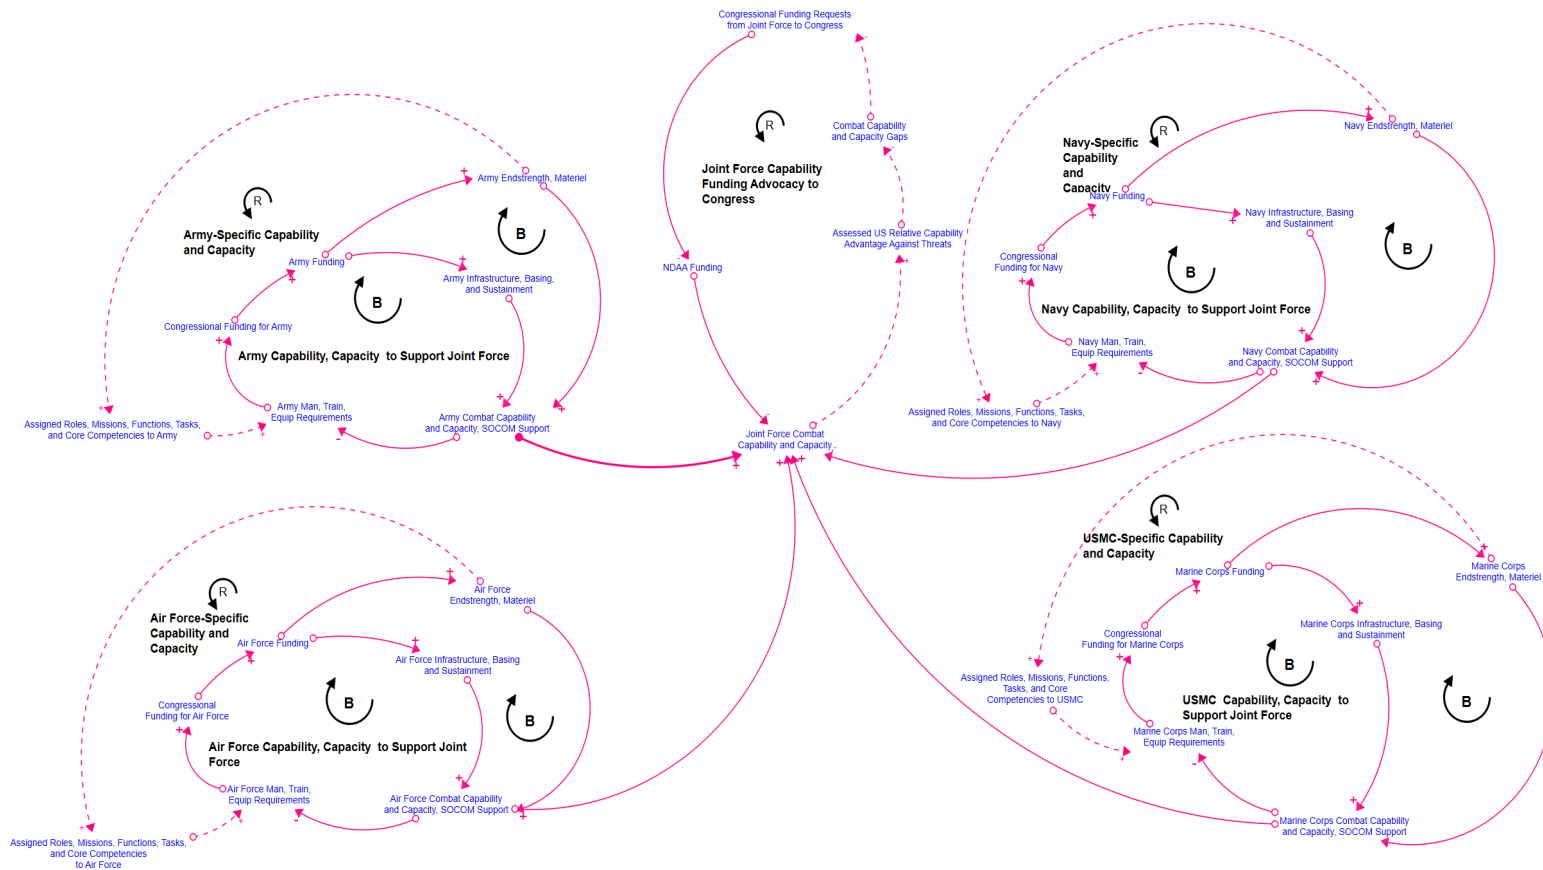 Congressional Funding Requests
from Joint Force to Congress
R
Combat Capability
and Capacity Gaps
Joint Force Capability
Funding Advocacy to
Congress
Assessed US Relative Capability
Advantage Against Threats
NDAA Funding
Joint Force Combat
Capability and Capacity
Army Endstrength, Materiel
R
Army-Specific Capability
and Capacity
B
Army Funding
Army Infrastructure, Basing,
and Sustainment
B
Congressional Funding for Army
Army Capability, Capacity to Support Joint Force
Army Man, Train,
Equip Requirements
Army Combat Capability
and Capacity, SOCOM Support
Assigned Roles, Missions, Functions, Tasks,
and Core Competencies to Army
Navy Endstrength, Materiel
R
Navy-Specific
Capability
and
Capacity
Navy Funding
Navy Infrastructure, Basing
and Sustainment
B
Congressional
Funding for Navy
B
Navy Capability, Capacity to Support Joint Force
Navy Man, Train,
Equip Requirements
Navy Combat Capability
and Capacity, SOCOM Support
Assigned Roles, Missions, Functions, Tasks,
and Core Competencies to Navy
R
Air Force-Specific
Capability and
Capacity
Air Force
Endstrength, Materiel
Air Force Funding
Air Force Infrastructure, Basing
and Sustainment
B
B
Congressional
Funding for Air Force
Air Force Capability, Capacity to Support Joint
Force
Air Force Man, Train,
Equip Requirements
Air Force Combat Capability
and Capacity, SOCOM Support
Assigned Roles, Missions, Functions, Tasks,
and Core Competencies
to Air Force
R
USMC-Specific Capability
and Capacity
Marine Corps Funding
Marine Corps
Endstrength, Materiel
Marine Corps Infrastructure, Basing
and Sustainment
Congressional
Funding for Marine Corps
B
B
Assigned Roles, Missions, Functions,
Tasks, and Core
Competencies to USMC
USMC Capability, Capacity to
Support Joint Force
Marine Corps Man, Train,
Equip Requirements
Marine Corps Combat Capability
and Capacity, SOCOM Support